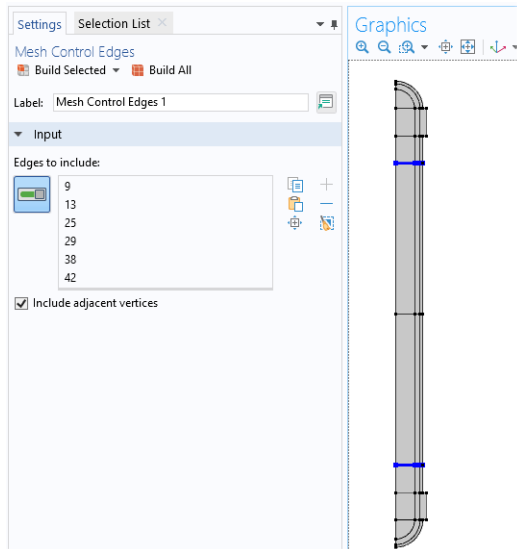 Settings
Selection List
Mesh Control Edges
Build Selected
Build All
Label: Mesh Control Edges 1
Input
Edges to include:
9
13
25
29
38
42
Include adjacent vertices
Graphics